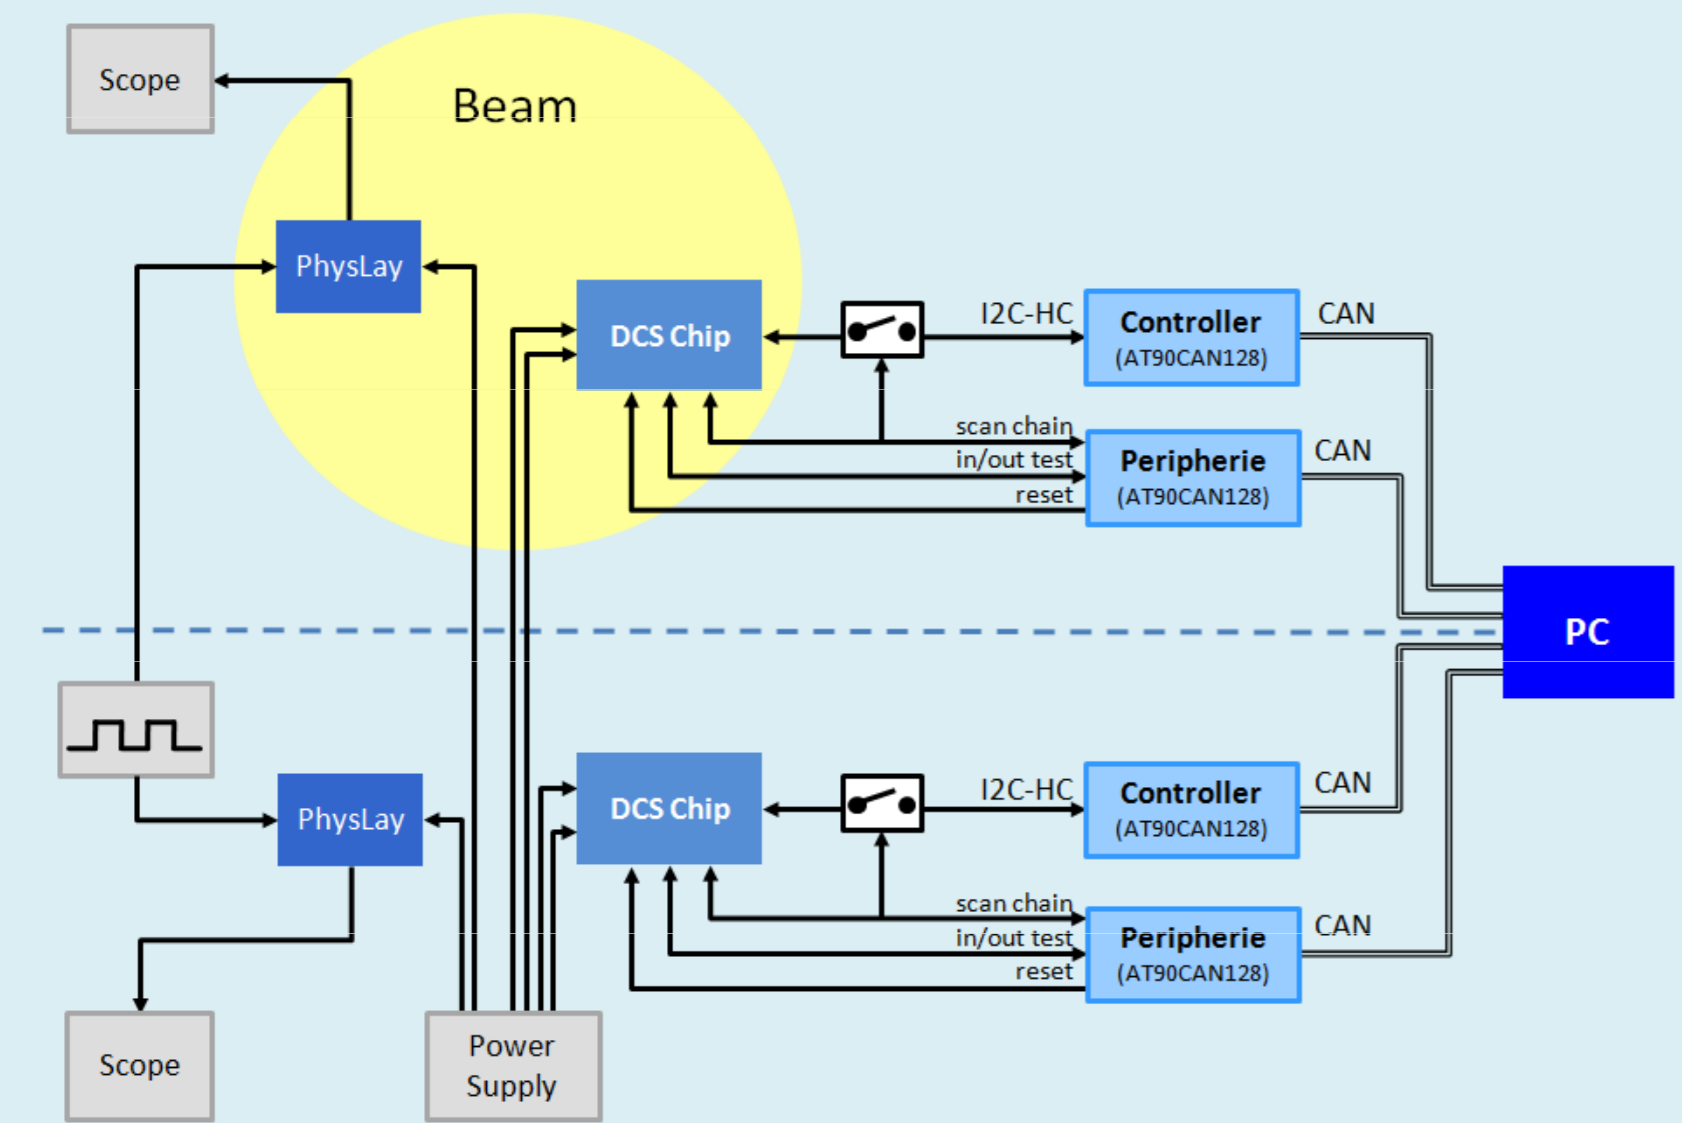 Scope
Beam
PhysLay
DCS Chip
I2C-HC
Controller
(AT90CAN128)
CAN
scan chain
in/out test
reset
Peripherie
(AT90CAN128)
CAN
PC
PhysLay
DCS Chip
I2C-HC
Controller
(AT90CAN128)
CAN
scan chain
in/out test
reset
Peripherie
(AT90CAN128)
CAN
Scope
Power
Supply